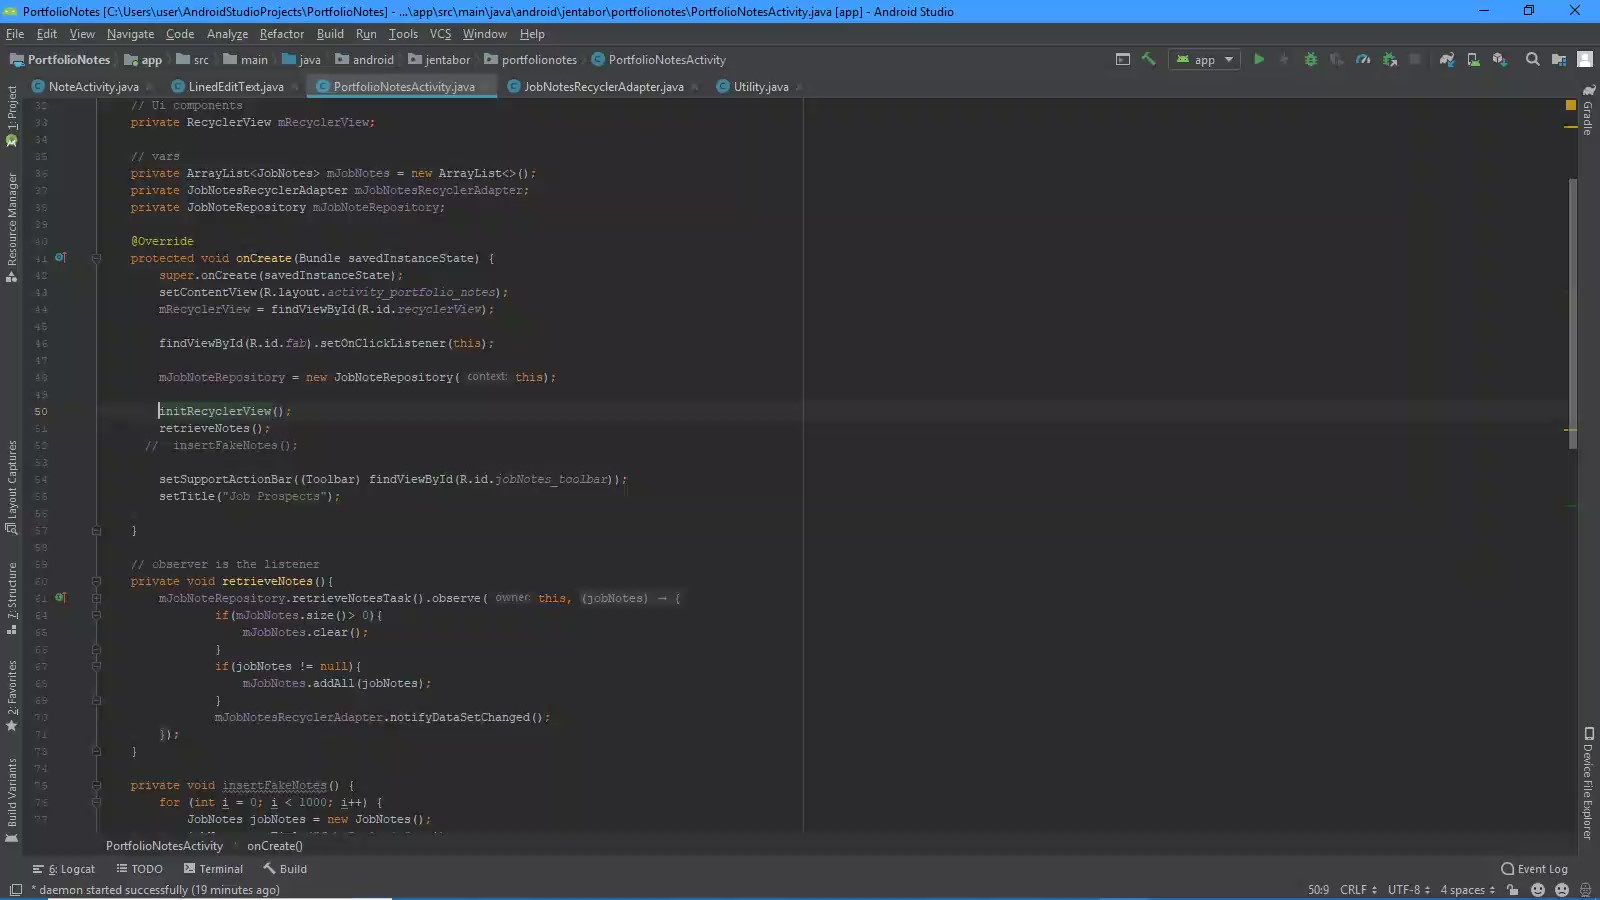 PortfolioNotes [C:\Users\user\AndroidStudioProjects\PortfolioNotes] - ...\app\src\main\java\android\jentabor\portfolionotes\PortfolioNotesActivity.java [app] - Android Studio
File Edit View Navigate Code Analyze Refactor Build Run Tools VCS Window Help
PortfolioNotes app src main java android jentabor portfolionotes PortfolioNotesActivity app
NoteActivity.java LinedEditText.java PortfolioNotesActivity.java JobNotesRecyclerAdapter.java Utility.java
1: Project
Resource Manager
Layout Captures
7: Structure
2: Favorites
Build Variants
32 // Ui components
33 private RecyclerView mRecyclerView;
34
35 // vars
36 private ArrayList<JobNotes> mJobNotes = new ArrayList<>();
37 private JobNotesRecyclerAdapter mJobNotesRecyclerAdapter;
38 private JobNoteRepository mJobNoteRepository;
39
40 @Override
41 protected void onCreate(Bundle savedInstanceState) {
42 super.onCreate(savedInstanceState);
43 setContentView(R.layout.activity_portfolio_notes);
44 mRecyclerView = findViewById(R.id.recyclerView);
45
46 findViewById(R.id.fab).setOnClickListener(this);
47
48 mJobNoteRepository = new JobNoteRepository( context: this);
49
50 initRecyclerView();
51 retrieveNotes();
52 // insertFakeNotes();
53
54 setSupportActionBar((Toolbar) findViewById(R.id.jobNotes_toolbar));
55 setTitle("Job Prospects");
56
57 }
58
59 // observer is the listener
60 private void retrieveNotes(){
61 mJobNoteRepository.retrieveNotesTask().observe( owner: this, (jobNotes) → {
64 if(mJobNotes.size()> 0){
65 mJobNotes.clear();
66 }
67 if(jobNotes != null){
68 mJobNotes.addAll(jobNotes);
69 }
70 mJobNotesRecyclerAdapter.notifyDataSetChanged();
71 });
73 }
74
75 private void insertFakeNotes() {
76 for (int i = 0; i < 1000; i++) {
77 JobNotes jobNotes = new JobNotes();
Gradle
Device File Explorer
PortfolioNotesActivity onCreate()
6: Logcat TODO Terminal Build Event Log
* daemon started successfully (19 minutes ago) 50:9 CRLF UTF-8 4 spaces